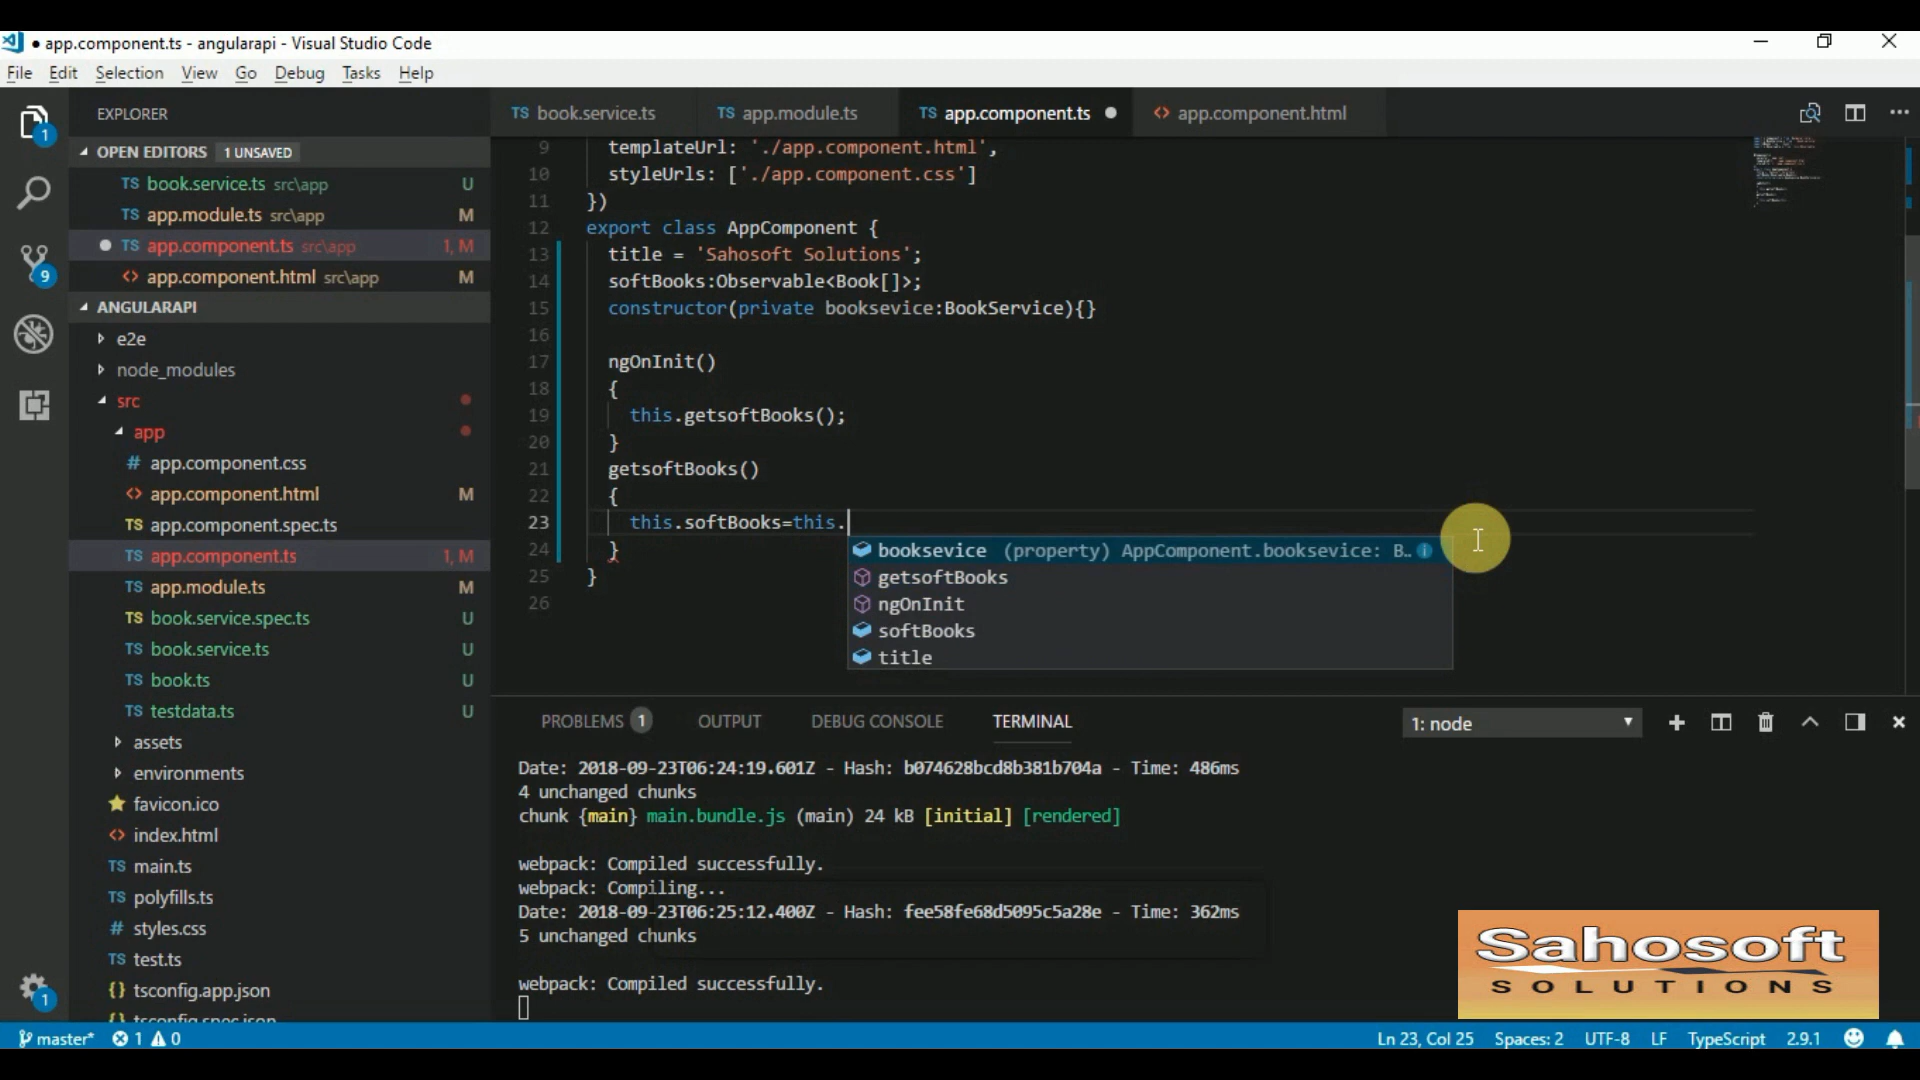 ● app.component.ts - angularapi - Visual Studio Code
File Edit Selection View Go Debug Tasks Help
EXPLORER
OPEN EDITORS 1 UNSAVED
TS book.service.ts src\app U
TS app.module.ts src\app M
● TS app.component.ts src\app 1, M
<> app.component.html src\app M
ANGULARAPI
e2e
node_modules
src
app
# app.component.css
<> app.component.html M
TS app.component.spec.ts
TS app.component.ts 1, M
TS app.module.ts M
TS book.service.spec.ts U
TS book.service.ts U
TS book.ts U
TS testdata.ts U
assets
environments
favicon.ico
<> index.html
TS main.ts
TS polyfills.ts
# styles.css
TS test.ts
{} tsconfig.app.json
{} tsconfig.spec.json
1
9
1
TS book.service.ts TS app.module.ts TS app.component.ts ● <> app.component.html
9 templateUrl: './app.component.html',
10 styleUrls: ['./app.component.css']
11 })
12 export class AppComponent {
13 title = 'Sahosoft Solutions';
14 softBooks:Observable<Book[]>;
15 constructor(private booksevice:BookService){}
16
17 ngOnInit()
18 {
19 this.getsoftBooks();
20 }
21 getsoftBooks()
22 {
23 this.softBooks=this.
24 }
25 }
26
booksevice (property) AppComponent.booksevice: B…
getsoftBooks
ngOnInit
softBooks
title
PROBLEMS 1 OUTPUT DEBUG CONSOLE TERMINAL 1: node
Date: 2018-09-23T06:24:19.601Z - Hash: b074628bcd8b381b704a - Time: 486ms
4 unchanged chunks
chunk {main} main.bundle.js (main) 24 kB [initial] [rendered]
webpack: Compiled successfully.
webpack: Compiling...
Date: 2018-09-23T06:25:12.400Z - Hash: fee58fe68d5095c5a28e - Time: 362ms
5 unchanged chunks
webpack: Compiled successfully.
Sahosoft
SOLUTIONS
master* 1 0 Ln 23, Col 25 Spaces: 2 UTF-8 LF TypeScript 2.9.1